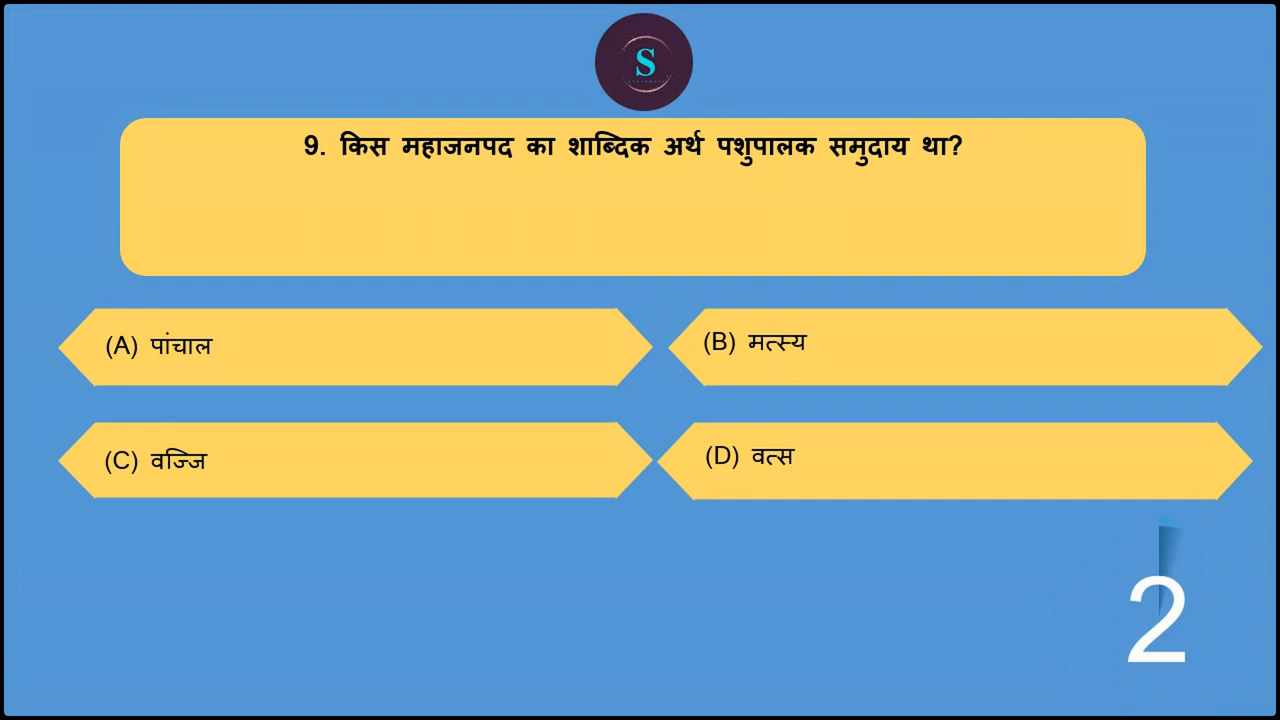 S
9. किस महाजनपद का शाब्दिक अर्थ पशुपालक समुदाय था?
(A) पांचाल
(B) मत्स्य
(C) वज्जि
(D) वत्स
2